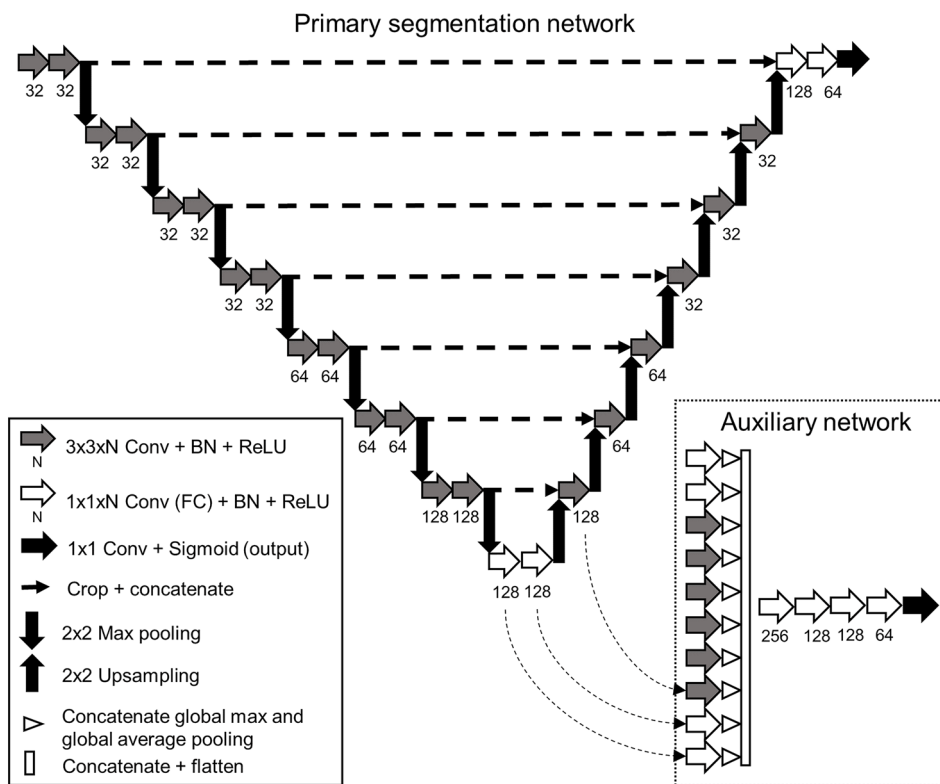 Primary segmentation network
32 32 128 64
32 32 32
32 32 32
32 32 32
64 64 64
64 64 64
128 128 128
128 128
3x3xN Conv + BN + ReLU
N
1x1xN Conv (FC) + BN + ReLU
N
1x1 Conv + Sigmoid (output)
Crop + concatenate
2x2 Max pooling
2x2 Upsampling
Concatenate global max and
global average pooling
Concatenate + flatten
Auxiliary network
256 128 128 64